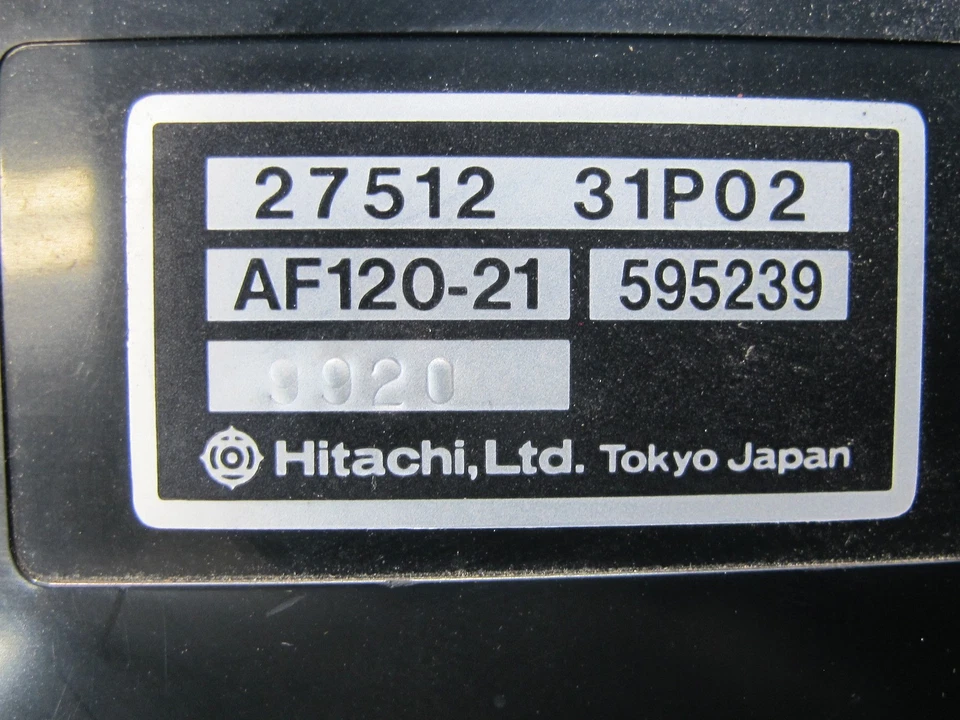 27512 31P02
AF120-21 595239
9920
Hitachi, Ltd. Tokyo Japan